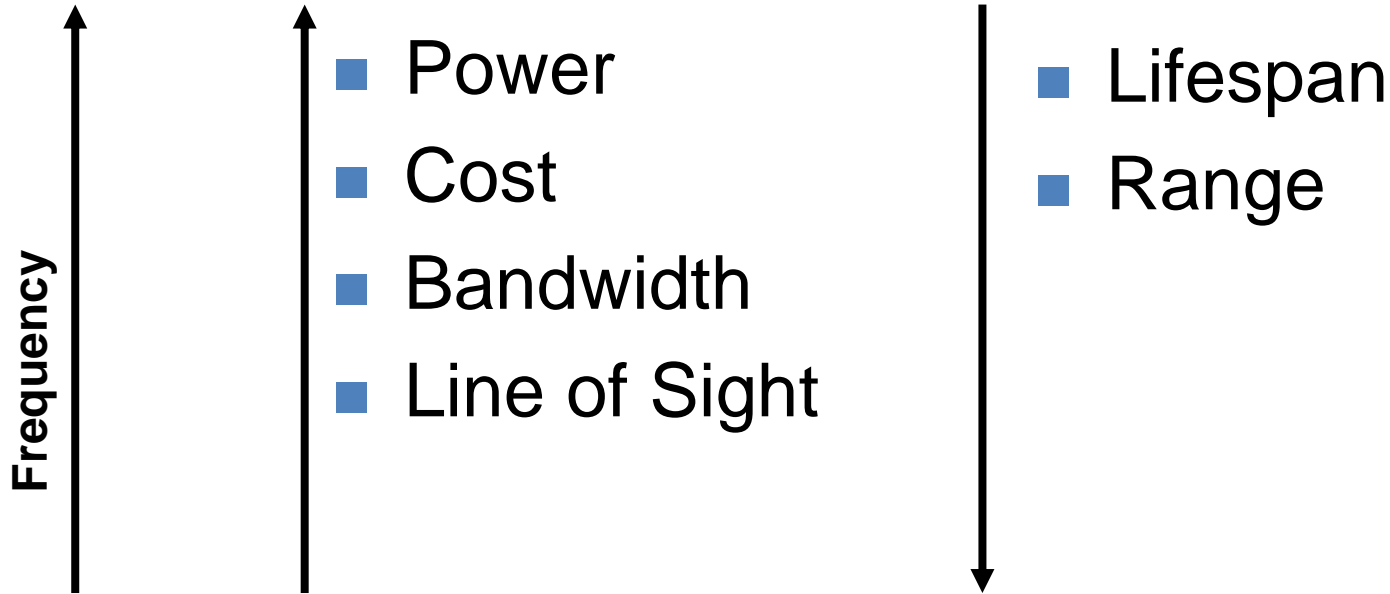 Frequency
Power
Cost
Bandwidth
Line of Sight
Lifespan
Range